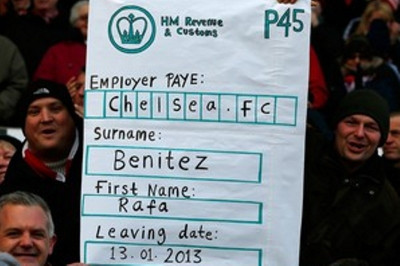 HM Revenue P45
& Customs
Employer PAYE:
Chelsea.FC
Surname:
Benitez
First Name:
Rafa
Leaving date:
13.01.2013